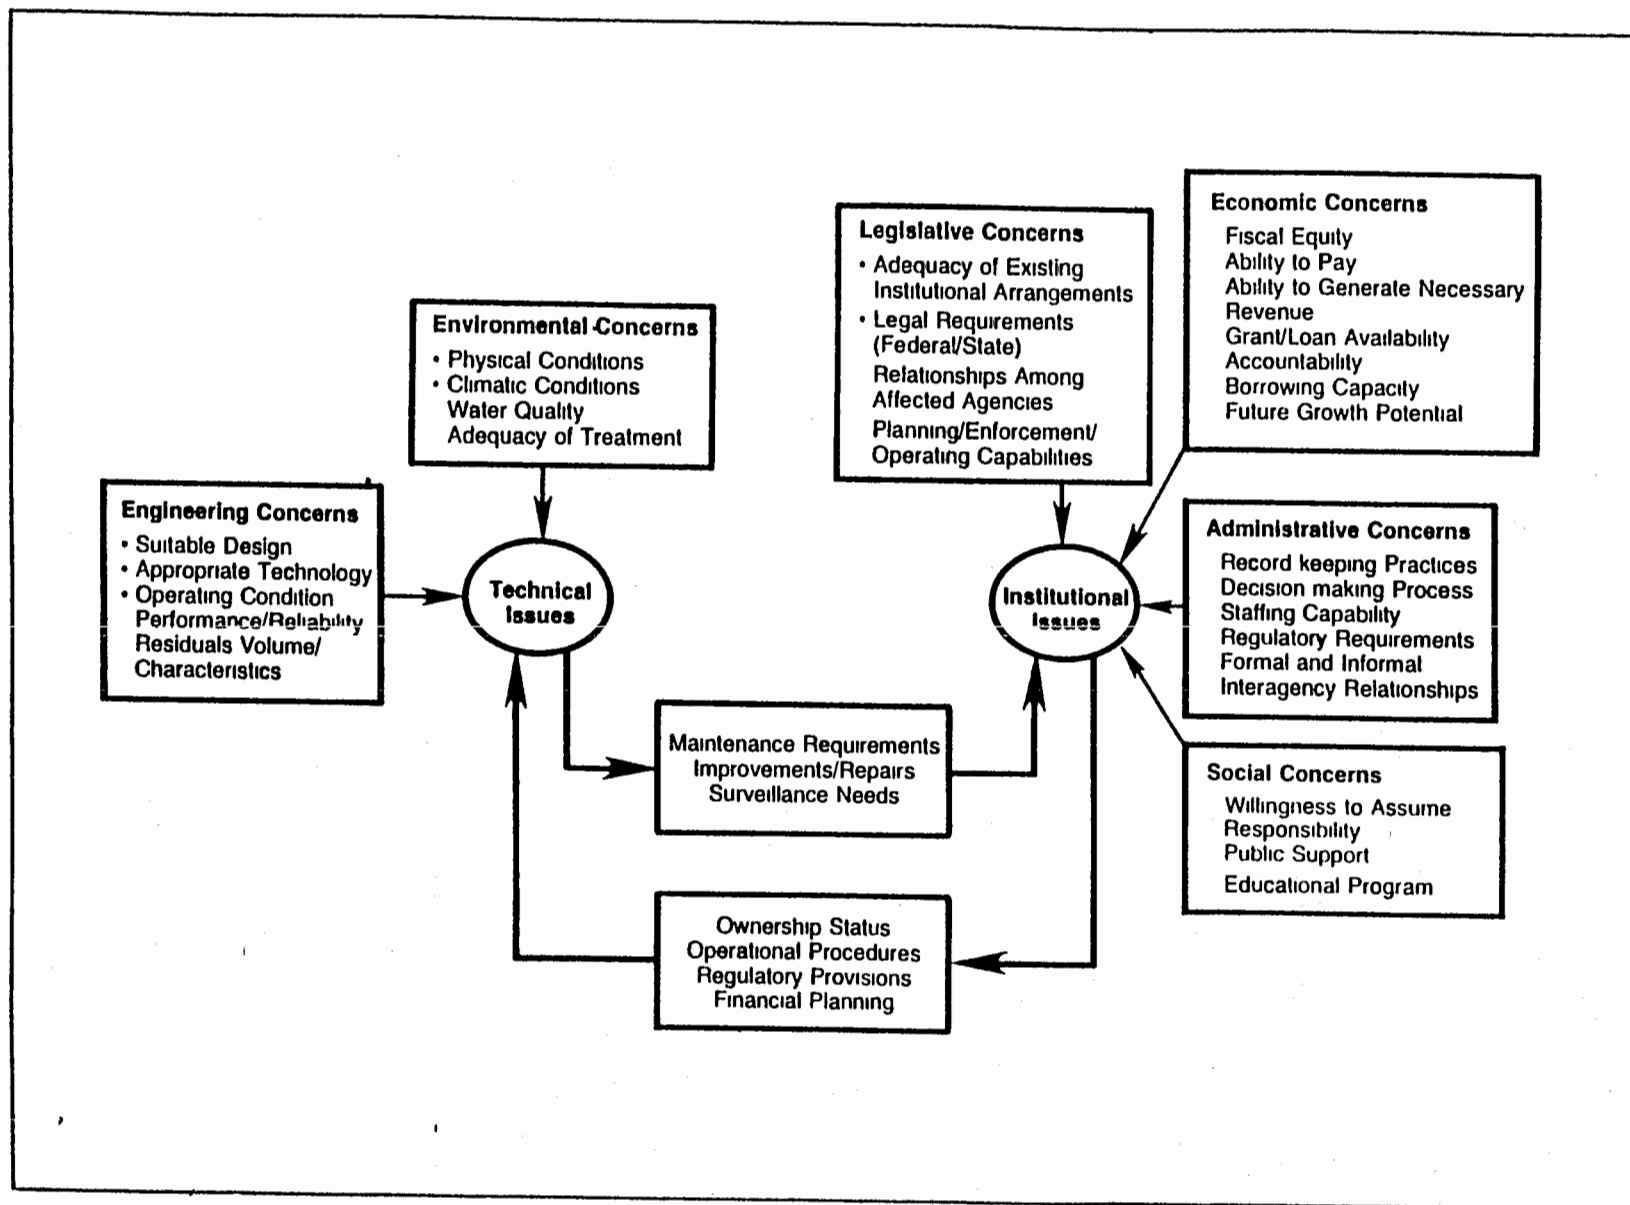 Environmental Concerns
• Physical Conditions
• Climatic Conditions
Water Quality
Adequacy of Treatment
Engineering Concerns
• Suitable Design
• Appropriate Technology
• Operating Condition
Performance/Reliability
Residuals Volume/
Characteristics
Technical
Issues
Legislative Concerns
• Adequacy of Existing
Institutional Arrangements
• Legal Requirements
(Federal/State)
Relationships Among
Affected Agencies
Planning/Enforcement/
Operating Capabilities
Economic Concerns
Fiscal Equity
Ability to Pay
Ability to Generate Necessary
Revenue
Grant/Loan Availability
Accountability
Borrowing Capacity
Future Growth Potential
Institutional
Issues
Administrative Concerns
Record keeping Practices
Decision making Process
Staffing Capability
Regulatory Requirements
Formal and Informal
Interagency Relationships
Social Concerns
Willingness to Assume
Responsibility
Public Support
Educational Program
Maintenance Requirements
Improvements/Repairs
Surveillance Needs
Ownership Status
Operational Procedures
Regulatory Provisions
Financial Planning